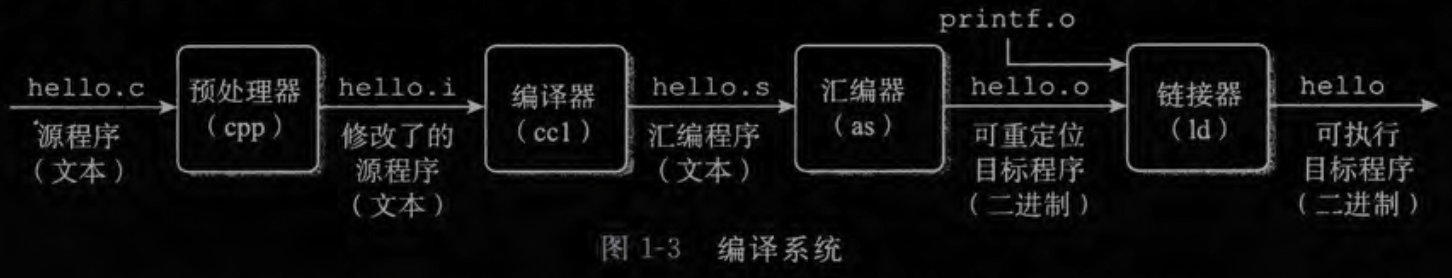 printf.o
hello.c
预处理器
(cpp)
hello.i
编译器
(cc1)
hello.s
汇编器
(as)
hello.o
链接器
(ld)
hello
源程序
(文本)
修改了的
源程序
(文本)
汇编程序
(文本)
可重定位
目标程序
(二进制)
可执行
目标程序
(二进制)
图 1-3 编译系统